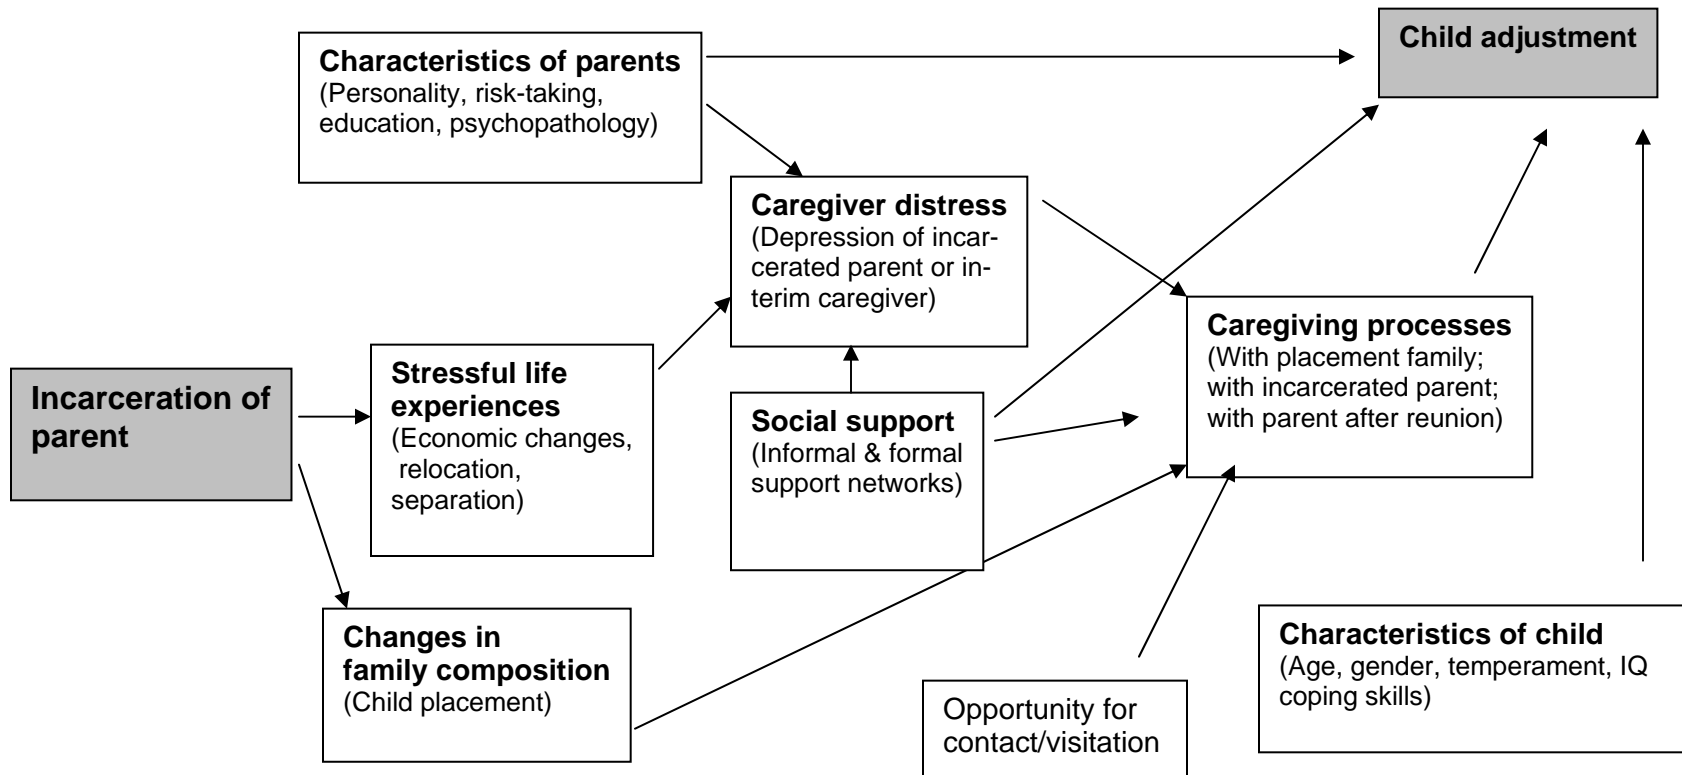 Child adjustment
Characteristics of parents
(Personality, risk-taking,
education, psychopathology)
Caregiver distress
(Depression of incar-
cerated parent or in-
terim caregiver)
Caregiving processes
(With placement family;
with incarcerated parent;
with parent after reunion)
Incarceration of
parent
Stressful life
experiences
(Economic changes,
relocation,
separation)
Social support
(Informal & formal
support networks)
Changes in
family composition
(Child placement)
Opportunity for
contact/visitation
Characteristics of child
(Age, gender, temperament, IQ
coping skills)